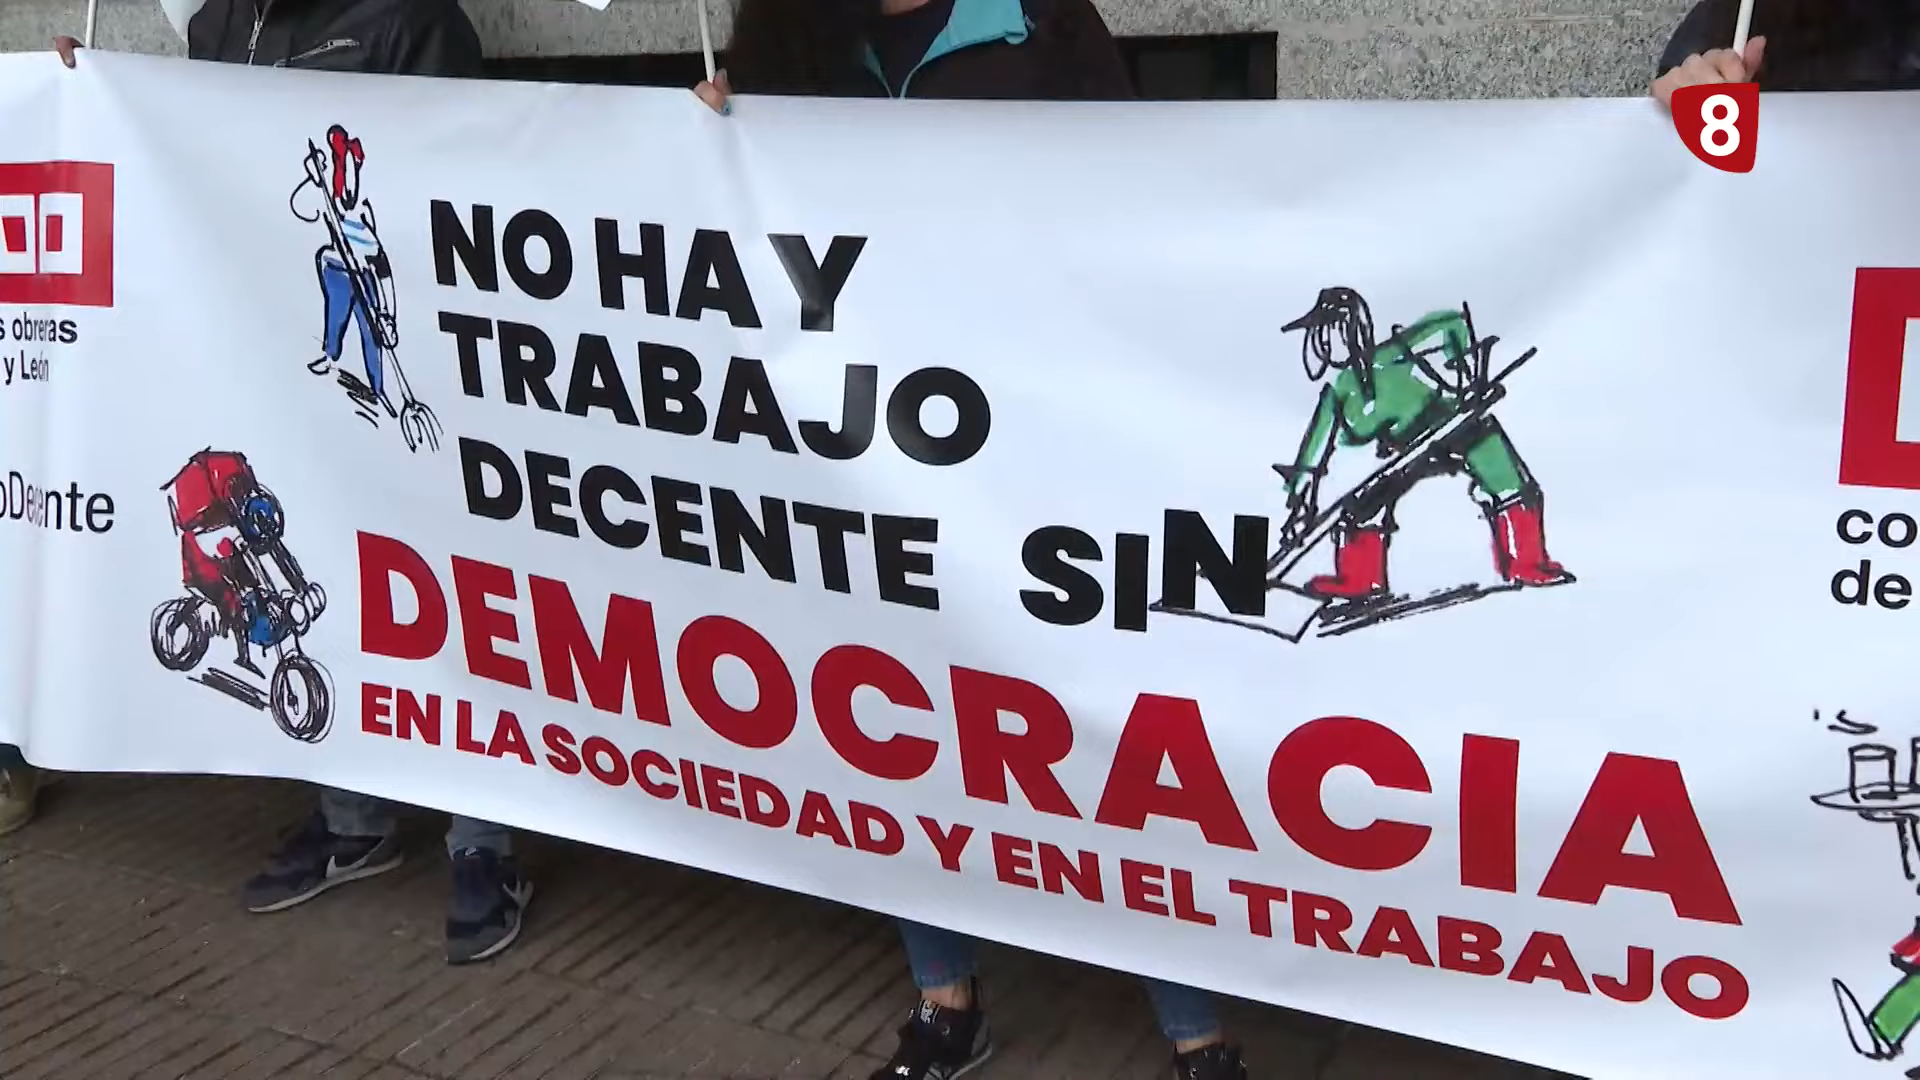 8
s obreras
y León
oDecente
NO HAY
TRABAJO
DECENTE SIN
DEMOCRACIA
EN LA SOCIEDAD Y EN EL TRABAJO
co
de